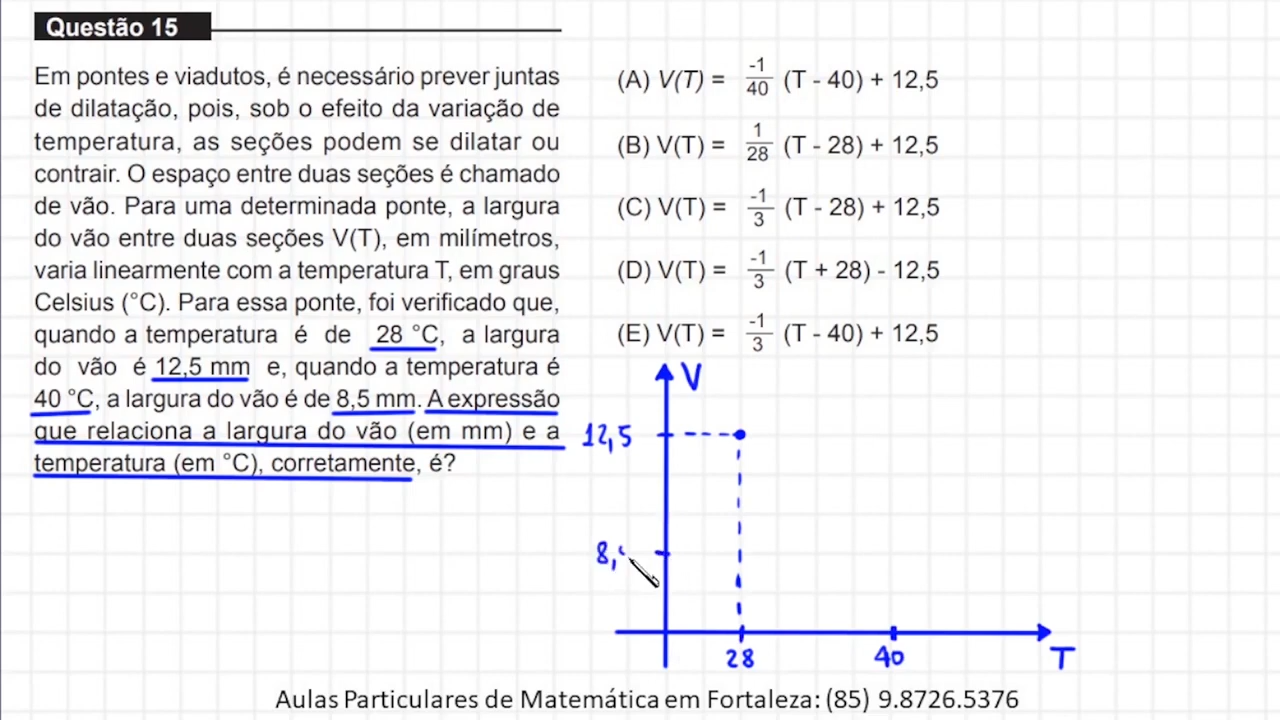 Questão 15
Em pontes e viadutos, é necessário prever juntas
de dilatação, pois, sob o efeito da variação de
temperatura, as seções podem se dilatar ou
contrair. O espaço entre duas seções é chamado
de vão. Para uma determinada ponte, a largura
do vão entre duas seções V(T), em milímetros,
varia linearmente com a temperatura T, em graus
Celsius (°C). Para essa ponte, foi verificado que,
quando a temperatura é de 28 °C, a largura
do vão é 12,5 mm e, quando a temperatura é
40 °C, a largura do vão é de 8,5 mm. A expressão
que relaciona a largura do vão (em mm) e a
temperatura (em °C), corretamente, é?
(A) V(T) = -1/40 (T - 40) + 12,5
(B) V(T) = 1/28 (T - 28) + 12,5
(C) V(T) = -1/3 (T - 28) + 12,5
(D) V(T) = -1/3 (T + 28) - 12,5
(E) V(T) = -1/3 (T - 40) + 12,5
V
12,5
8,
28 40 T
Aulas Particulares de Matemática em Fortaleza: (85) 9.8726.5376